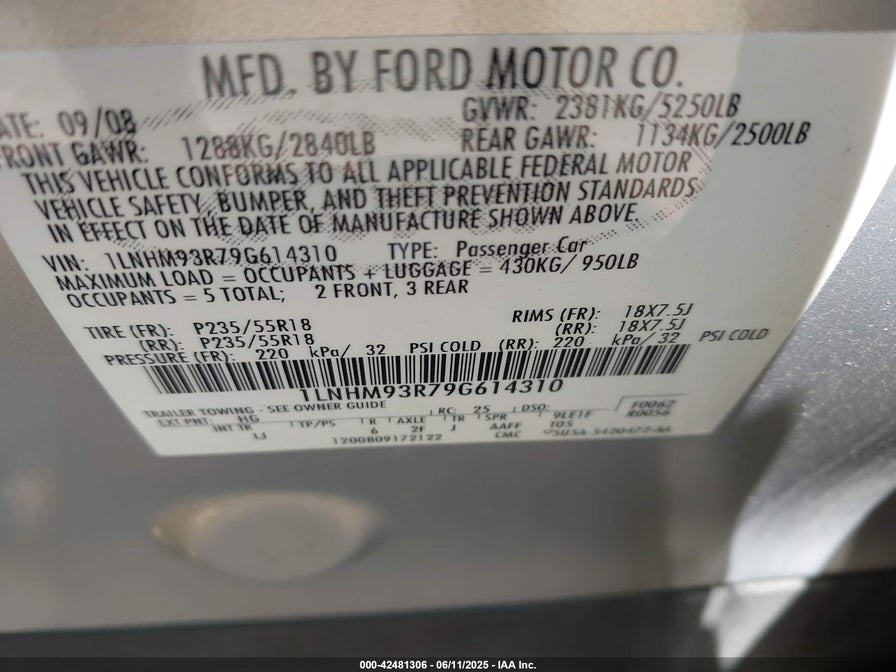 MFD. BY FORD MOTOR CO.
ATE: 09/08 GVWR: 2381KG/5250LB
FRONT GAWR: 1288KG/2840LB REAR GAWR: 1134KG/2500LB
THIS VEHICLE CONFORMS TO ALL APPLICABLE FEDERAL MOTOR
VEHICLE SAFETY, BUMPER, AND THEFT PREVENTION STANDARDS
IN EFFECT ON THE DATE OF MANUFACTURE SHOWN ABOVE.
VIN: 1LNHM93R79G614310 TYPE: Passenger Car
MAXIMUM LOAD = OCCUPANTS + LUGGAGE = 430KG/ 950LB
OCCUPANTS = 5 TOTAL; 2 FRONT, 3 REAR
TIRE (FR): P235/55R18 RIMS (FR): 18X7.5J
(RR): P235/55R18 (RR): 18X7.5J
PRESSURE (FR): 220 kPa/ 32 PSI COLD (RR): 220 kPa/ 32 PSI COLD
1LNHM93R79G614310
TRAILER TOWING - SEE OWNER GUIDE RC: 25 DSO: F0062
EXT PNT: HG R0056
INT TR TP/PS R AXLE TR SPR 9LE1F
LJ 6 2F J AAFF TO5
1200809172122 CMC
000-42481306 - 06/11/2025 - IAA Inc.